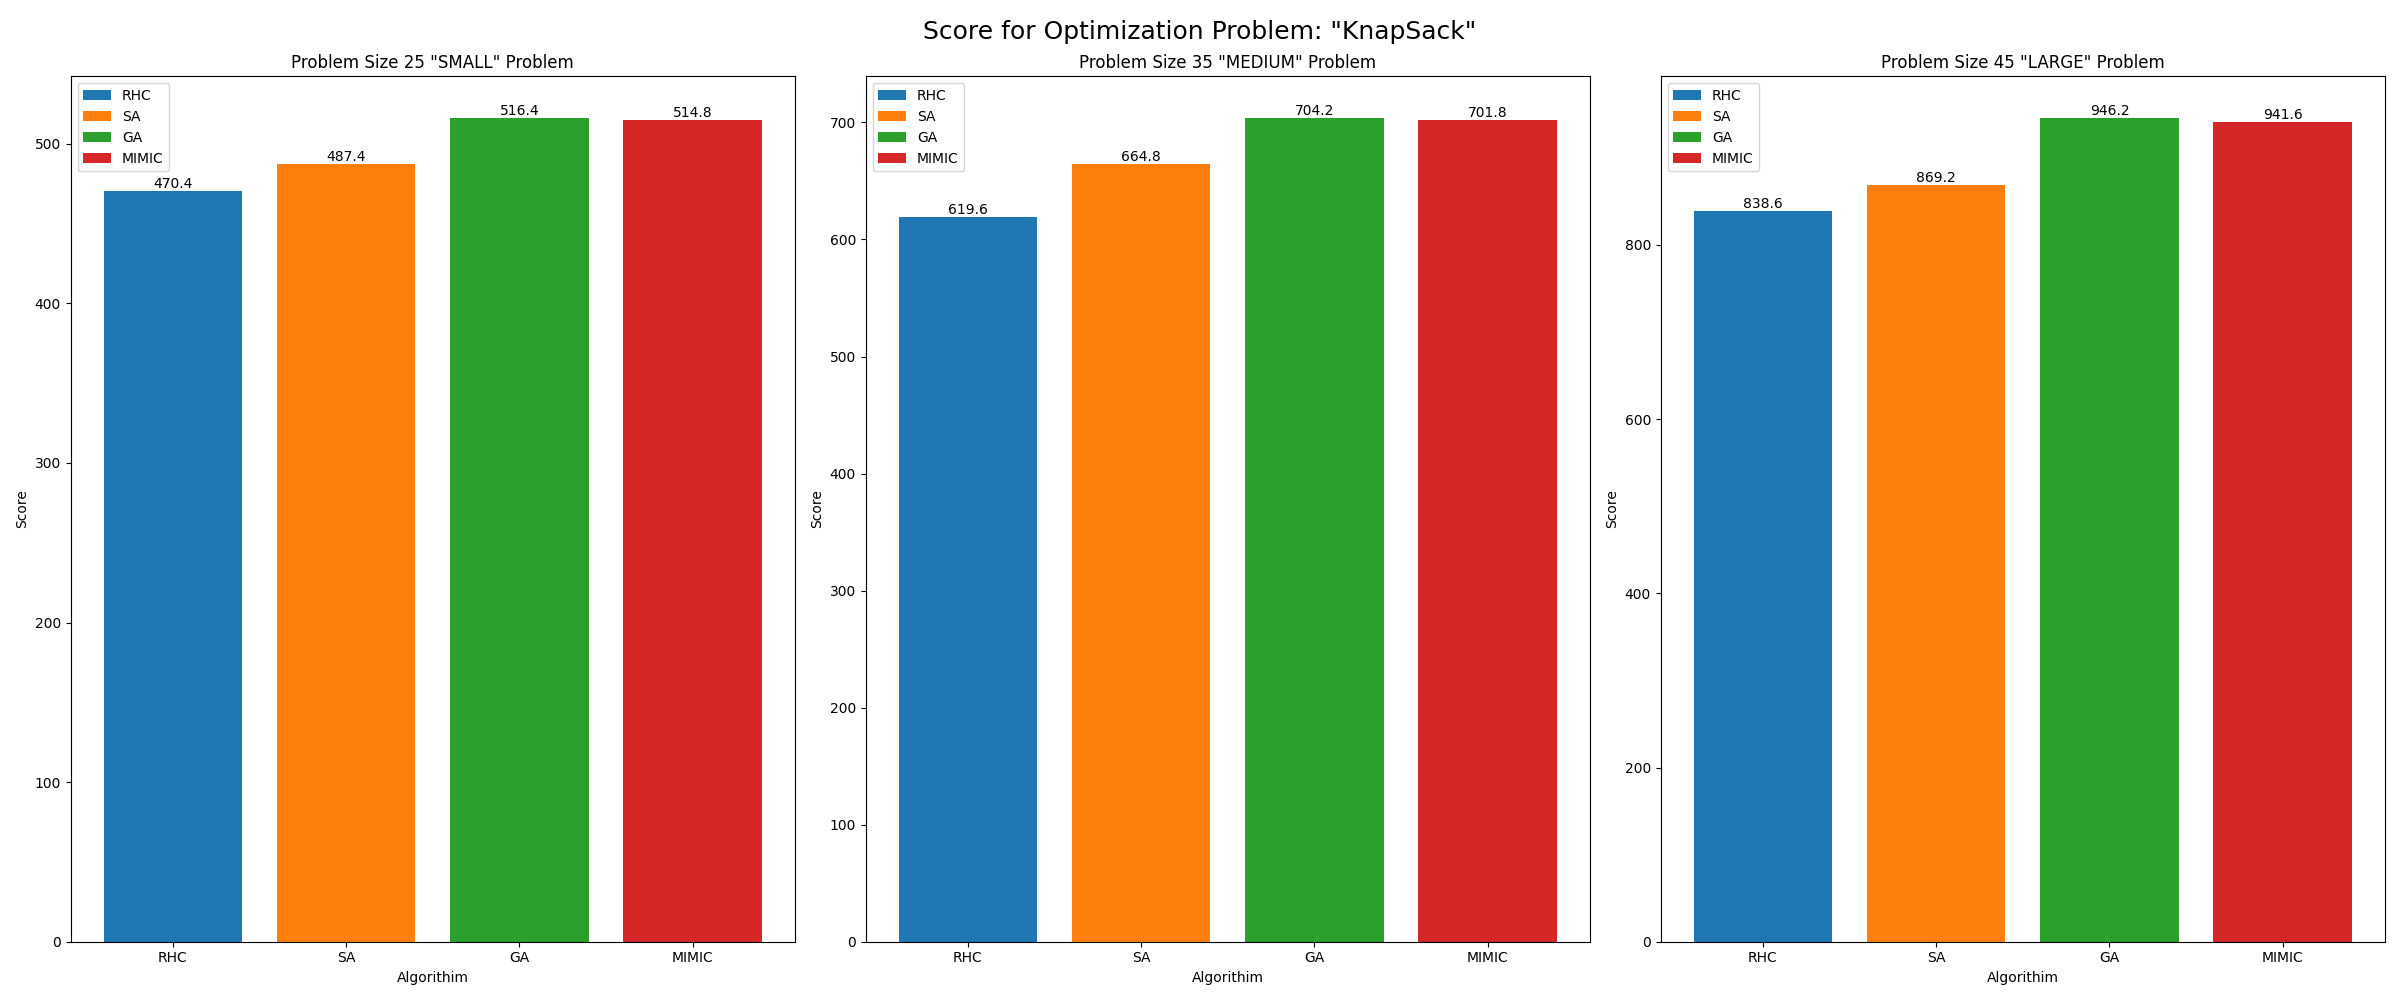 Score for Optimization Problem: "KnapSack"
Problem Size 25 "SMALL" Problem
RHC
SA
GA
MIMIC
470.4
487.4
516.4
514.8
500
400
300
200
100
0
Score
RHC
SA
GA
MIMIC
Algorithim
Problem Size 35 "MEDIUM" Problem
RHC
SA
GA
MIMIC
619.6
664.8
704.2
701.8
700
600
500
400
300
200
100
0
Score
RHC
SA
GA
MIMIC
Algorithim
Problem Size 45 "LARGE" Problem
RHC
SA
GA
MIMIC
838.6
869.2
946.2
941.6
800
600
400
200
0
Score
RHC
SA
GA
MIMIC
Algorithim